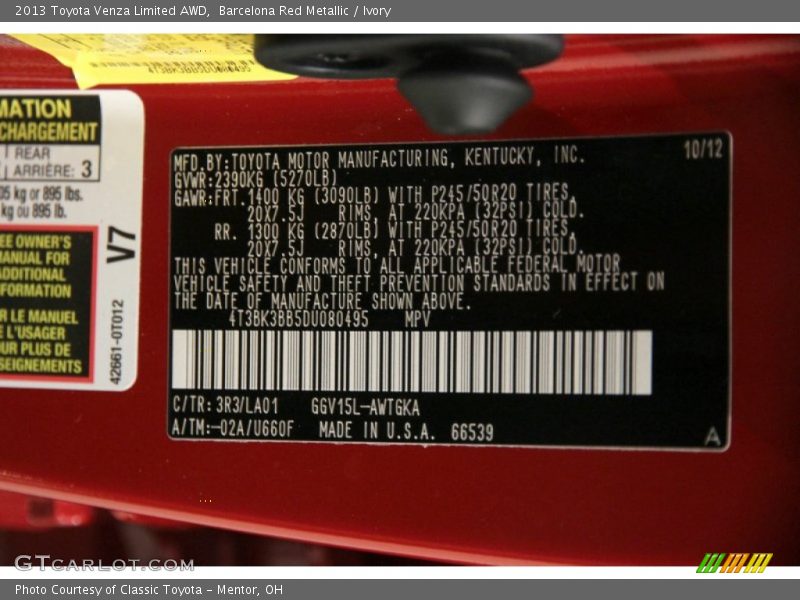 2013 Toyota Venza Limited AWD,  Barcelona Red Metallic / Ivory
MATION
CHARGEMENT
REAR
ARRIÈRE: 3
05 kg or 895 lbs.
kg ou 895 lb.
EE OWNER'S
MANUAL FOR
ADDITIONAL
FORMATION
R LE MANUEL
E L'USAGER
UR PLUS DE
SEIGNEMENTS
V7
42661-0T012
MFD.BY:TOYOTA MOTOR MANUFACTURING, KENTUCKY, INC. 10/12
GVWR:2390KG (5270LB)
GAWR:FRT.1400 KG (3090LB) WITH P245/50R20 TIRES,
20X7.5J RIMS, AT 220KPA (32PSI) COLD.
RR. 1300 KG (2870LB) WITH P245/50R20 TIRES,
20X7.5J RIMS, AT 220KPA (32PSI) COLD.
THIS VEHICLE CONFORMS TO ALL APPLICABLE FEDERAL MOTOR
VEHICLE SAFETY AND THEFT PREVENTION STANDARDS IN EFFECT ON
THE DATE OF MANUFACTURE SHOWN ABOVE.
4T3BK3BB5DU080495 MPV
C/TR: 3R3/LA01 GGV15L-AWTGKA
A/TM:-02A/U660F MADE IN U.S.A. 66539
A
GTCARLOT.COM
Photo Courtesy of Classic Toyota - Mentor, OH